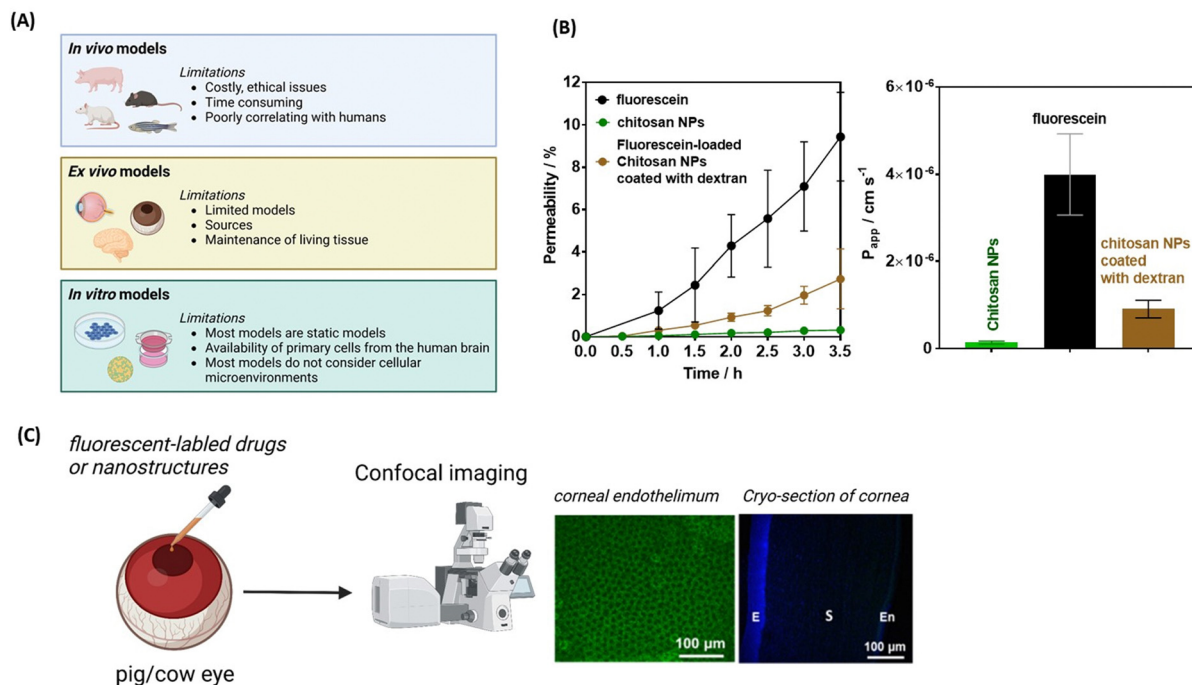 (A)
In vivo models
Limitations
• Costly, ethical issues
• Time consuming
• Poorly correlating with humans
Ex vivo models
Limitations
• Limited models
• Sources
• Maintenance of living tissue
In vitro models
Limitations
• Most models are static models
• Availability of primary cells from the human brain
• Most models do not consider cellular
microenvironments
(B)
Permeability / %
12
10
8
6
4
2
0
fluorescein
chitosan NPs
Fluorescein-loaded
Chitosan NPs
coated with dextran
0.0 0.5 1.0 1.5 2.0 2.5 3.0 3.5
Time / h
Papp / cm s-1
6×10-6
4×10-6
2×10-6
0
Chitosan NPs
fluorescein
chitosan NPs
coated
with dextran
(C)
fluorescent-labled drugs
or nanostructures
pig/cow eye
Confocal imaging
corneal endothelimum
100 µm
Cryo-section of cornea
E
S
En
100 µm